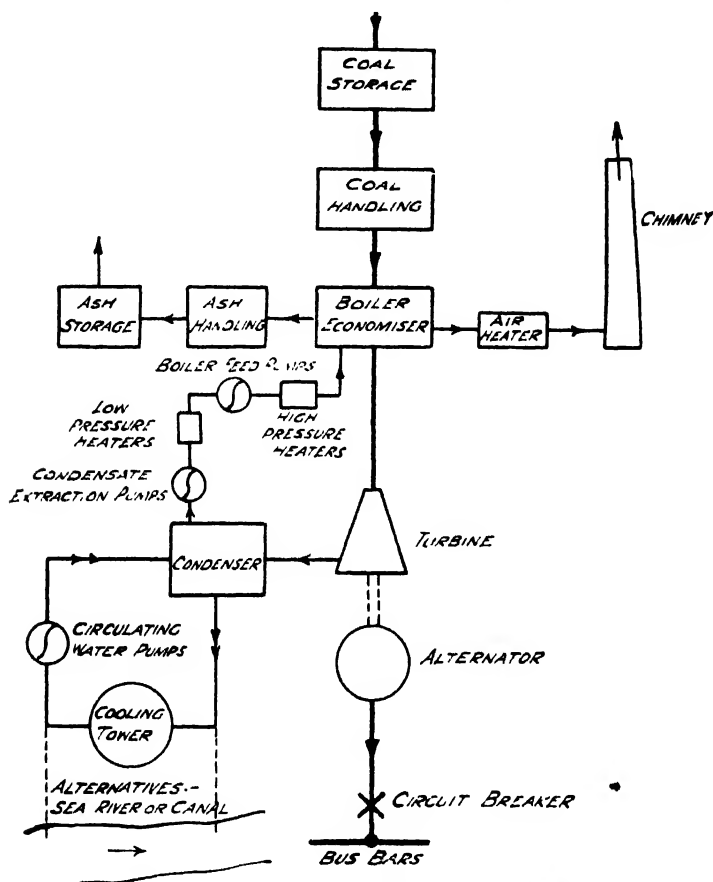 COAL
STORAGE
COAL
HANDLING
CHIMNEY
ASH
STORAGE
ASH
HANDLING
BOILER
ECONOMISER
AIR
HEATER
BOILER FEED PUMPS
LOW
PRESSURE
HEATERS
HIGH
PRESSURE
HEATERS
CONDENSATE
EXTRACTION PUMPS
CONDENSER
TURBINE
CIRCULATING
WATER PUMPS
ALTERNATOR
COOLING
TOWER
ALTERNATIVES.-
SEA RIVER OR CANAL
CIRCUIT BREAKER
BUS BARS